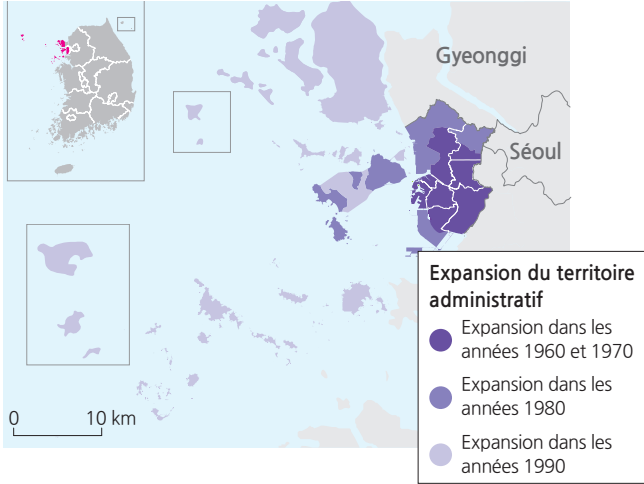 Gyeonggi
Séoul
Expansion du territoire
administratif
Expansion dans les
années 1960 et 1970
Expansion dans les
années 1980
Expansion dans les
années 1990
0 10 km